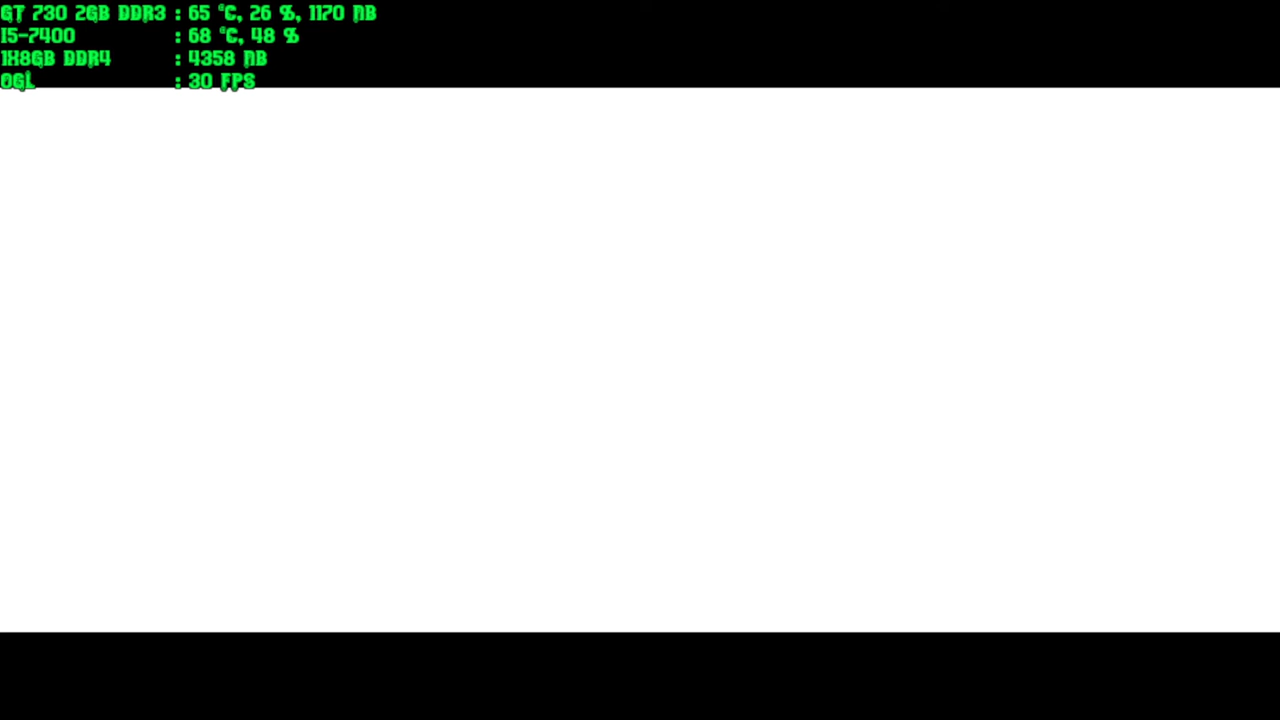 GT 730 2GB DDR3 : 65 °C, 26 %, 1170 MB
I5-7400 : 68 °C, 48 %
1X8GB DDR4 : 4358 MB
OGL : 30 FPS